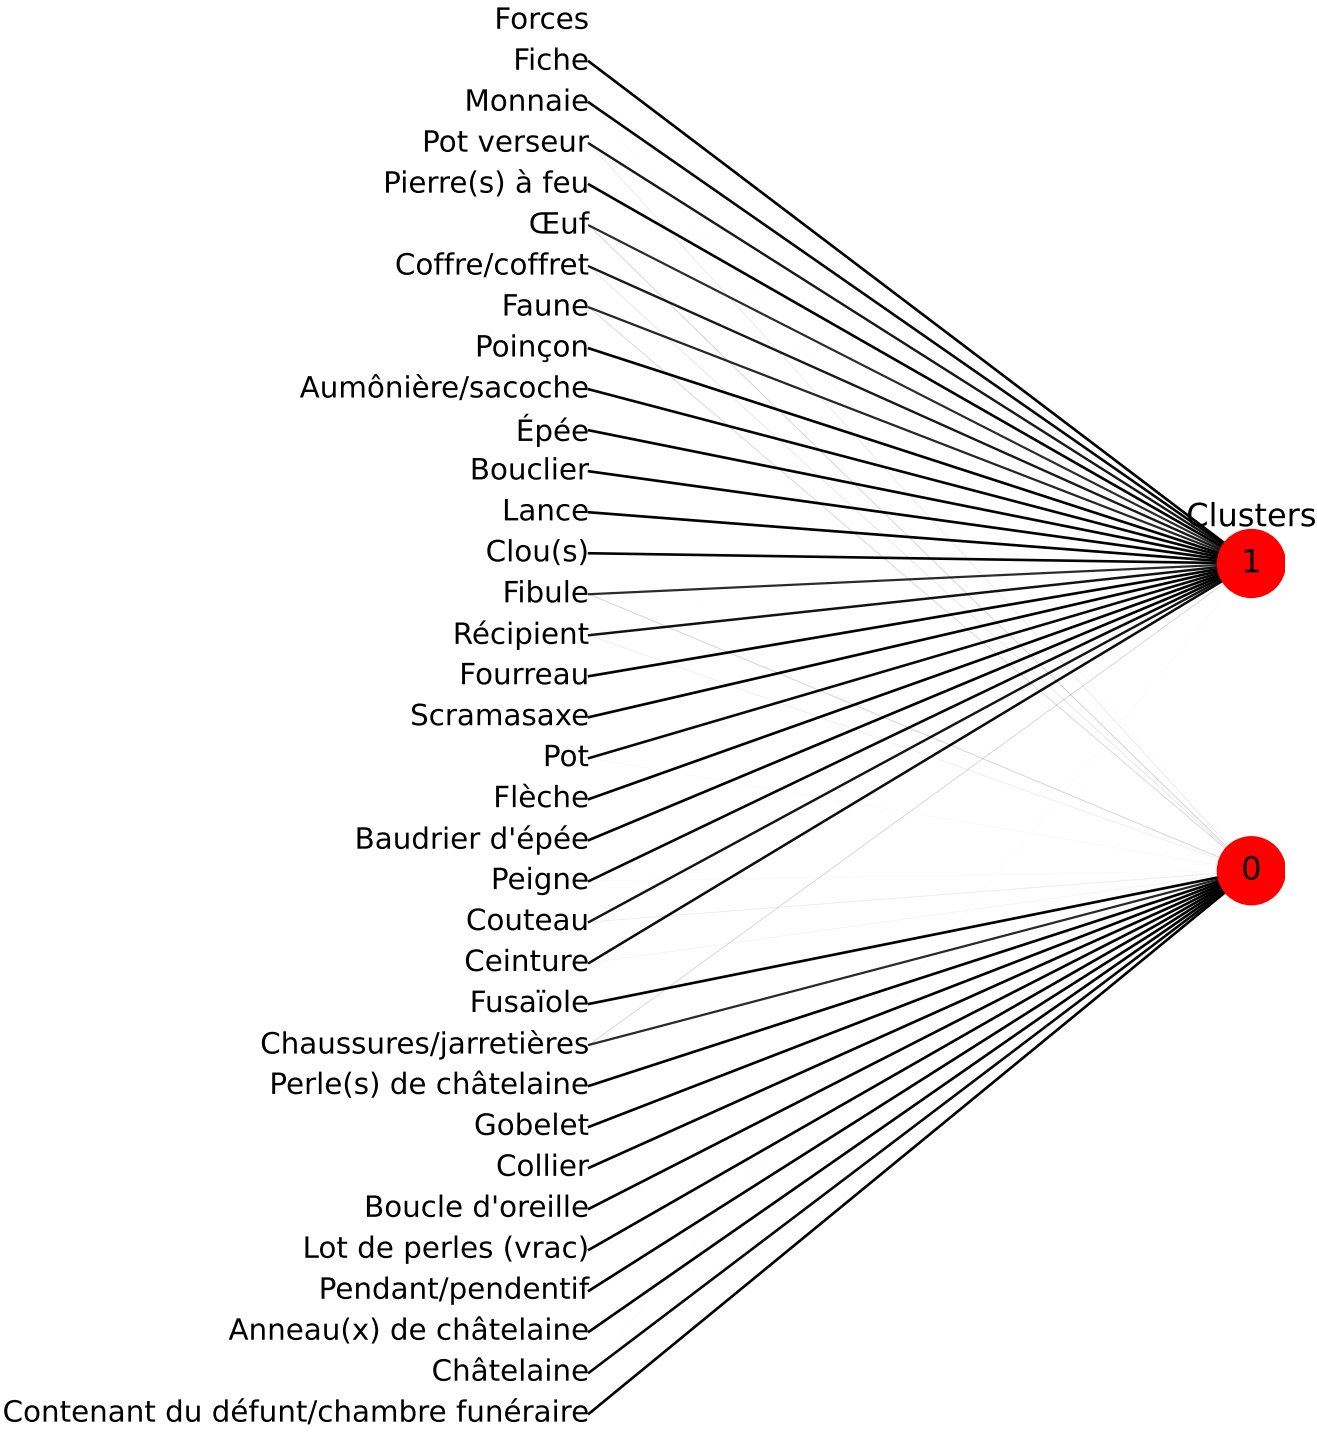 Forces
Fiche
Monnaie
Pot verseur
Pierre(s) à feu
Œuf
Coffre/coffret
Faune
Poinçon
Aumônière/sacoche
Épée
Bouclier
Lance
Clusters
Clou(s)
1
Fibule
Récipient
Fourreau
Scramasaxe
Pot
Flèche
Baudrier d'épée
0
Peigne
Couteau
Ceinture
Fusaïole
Chaussures/jarretières
Perle(s) de châtelaine
Gobelet
Collier
Boucle d'oreille
Lot de perles (vrac)
Pendant/pendentif
Anneau(x) de châtelaine
Châtelaine
Contenant du défunt/chambre funéraire